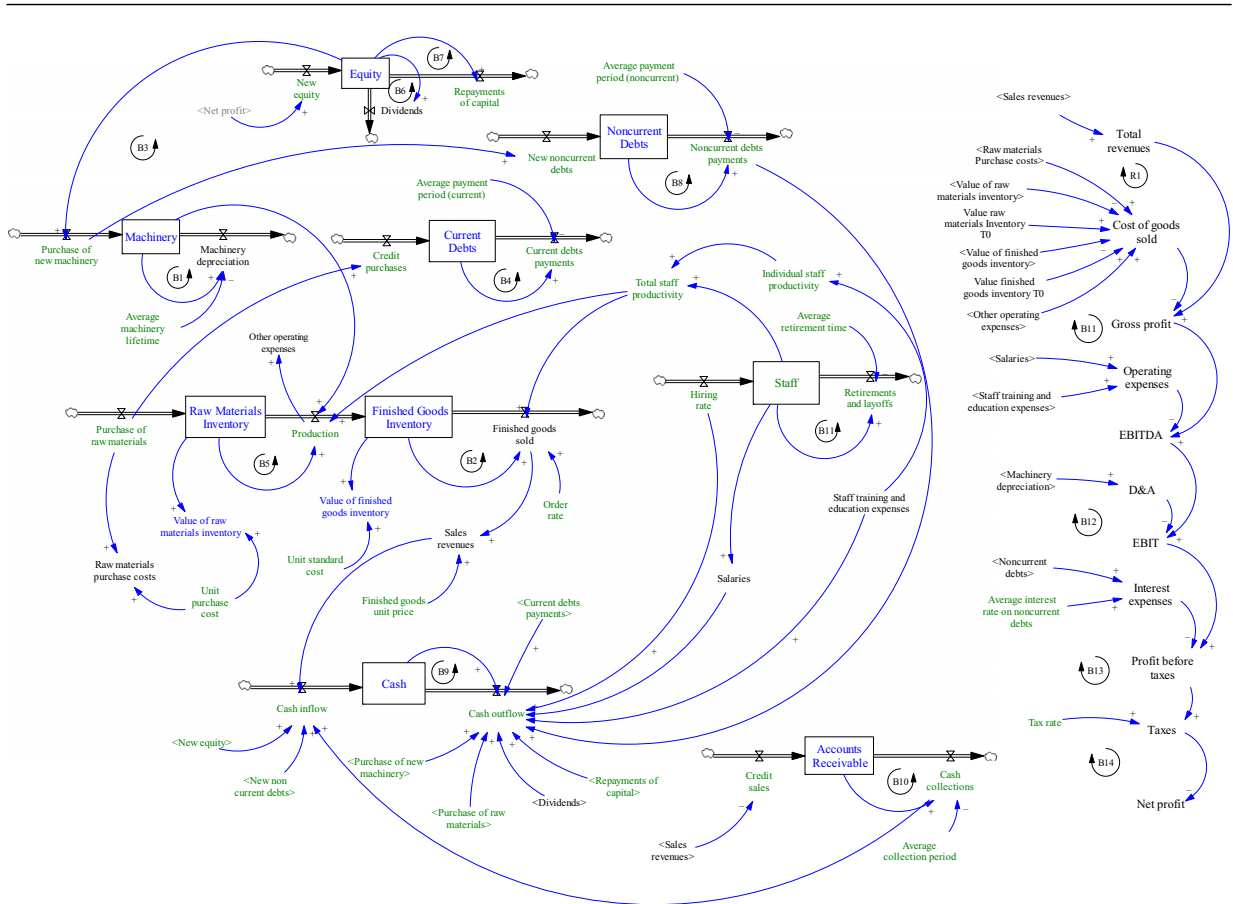 Equity
New
equity
<Net profit>
B7
B6
Dividends
Repayments
of capital
B3
Average payment
period (noncurrent)
Noncurrent
Debts
New noncurrent
debts
Noncurrent debts
payments
B8
Average payment
period (current)
Machinery
Purchase of
new machinery
Machinery
depreciation
B1
Average
machinery
lifetime
Current
Debts
Credit
purchases
Current debts
payments
B4
Total staff
productivity
Individual staff
productivity
Average
retirement time
Other operating
expenses
Staff
Hiring
rate
Retirements
and layoffs
B11
Raw Materials
Inventory
Purchase of
raw materials
Production
B5
Finished Goods
Inventory
Finished goods
sold
B2
Value of raw
materials inventory
Value of finished
goods inventory
Order
rate
Staff training and
education expenses
Sales
revenues
Raw materials
purchase costs
Unit
purchase
cost
Unit standard
cost
Finished goods
unit price
Salaries
<Current debts
payments>
Cash
B9
Cash inflow
Cash outflow
<New equity>
<New non
current debts>
<Purchase of new
machinery>
<Purchase of raw
materials>
<Dividends>
<Repayments of
capital>
Accounts
Receivable
Credit
sales
B10
Cash
collections
<Sales
revenues>
Average
collection period
<Sales revenues>
Total
revenues
<Raw materials
Purchase costs>
R1
<Value of raw
materials inventory>
Value raw
materials Inventory
T0
Cost of goods
sold
<Value of finished
goods inventory>
Value finished
goods inventory T0
<Other operating
expenses>
B11
Gross profit
<Salaries>
Operating
expenses
<Staff training and
education expenses>
EBITDA
<Machinery
depreciation>
D&A
B12
EBIT
<Noncurrent
debts>
Interest
expenses
Average interest
rate on noncurrent
debts
B13
Profit before
taxes
Tax rate
Taxes
B14
Net profit